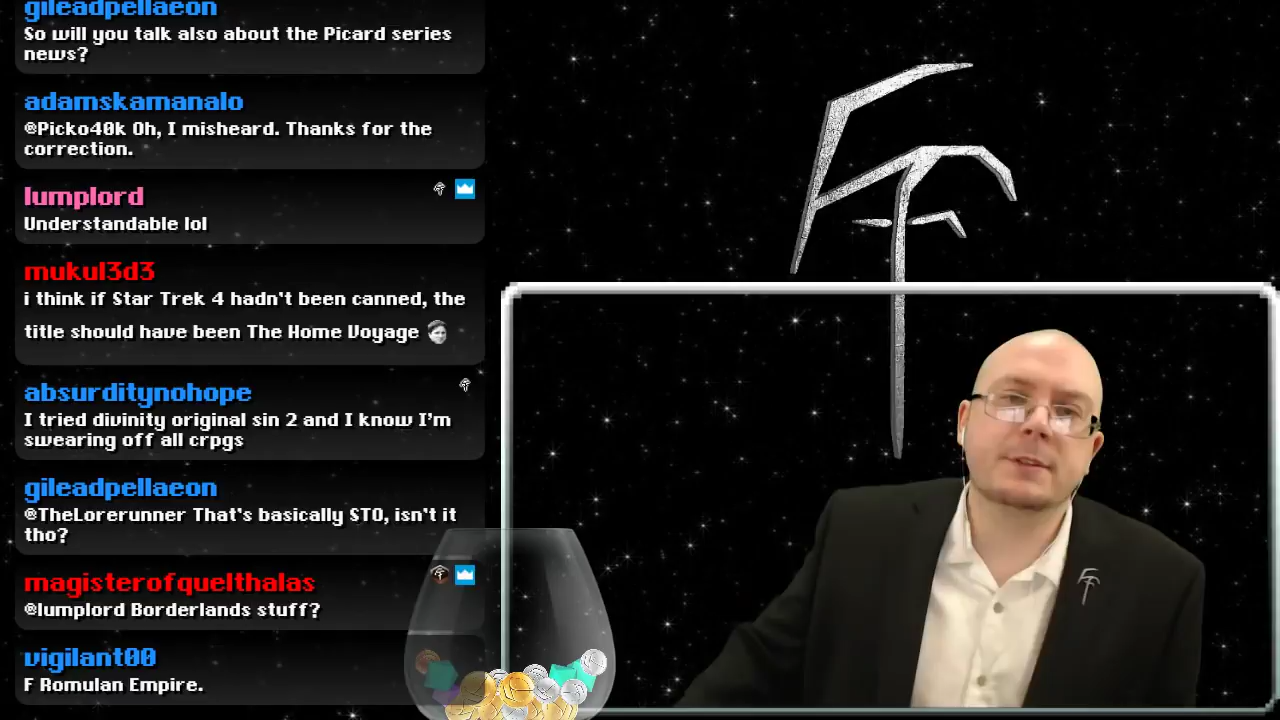 gileadpellaeon
So will you talk also about the Picard series
news?
adamskamanalo
@Picko40k Oh, I misheard. Thanks for the
correction.
lumplord
Understandable lol
mukul3d3
i think if Star Trek 4 hadn't been canned, the
title should have been The Home Voyage
absurditynohope
I tried divinity original sin 2 and I know I'm
swearing off all crpgs
gileadpellaeon
@TheLorerunner That's basically STO, isn't it
tho?
magisterofquelthalas
@lumplord Borderlands stuff?
vigilant00
F Romulan Empire.